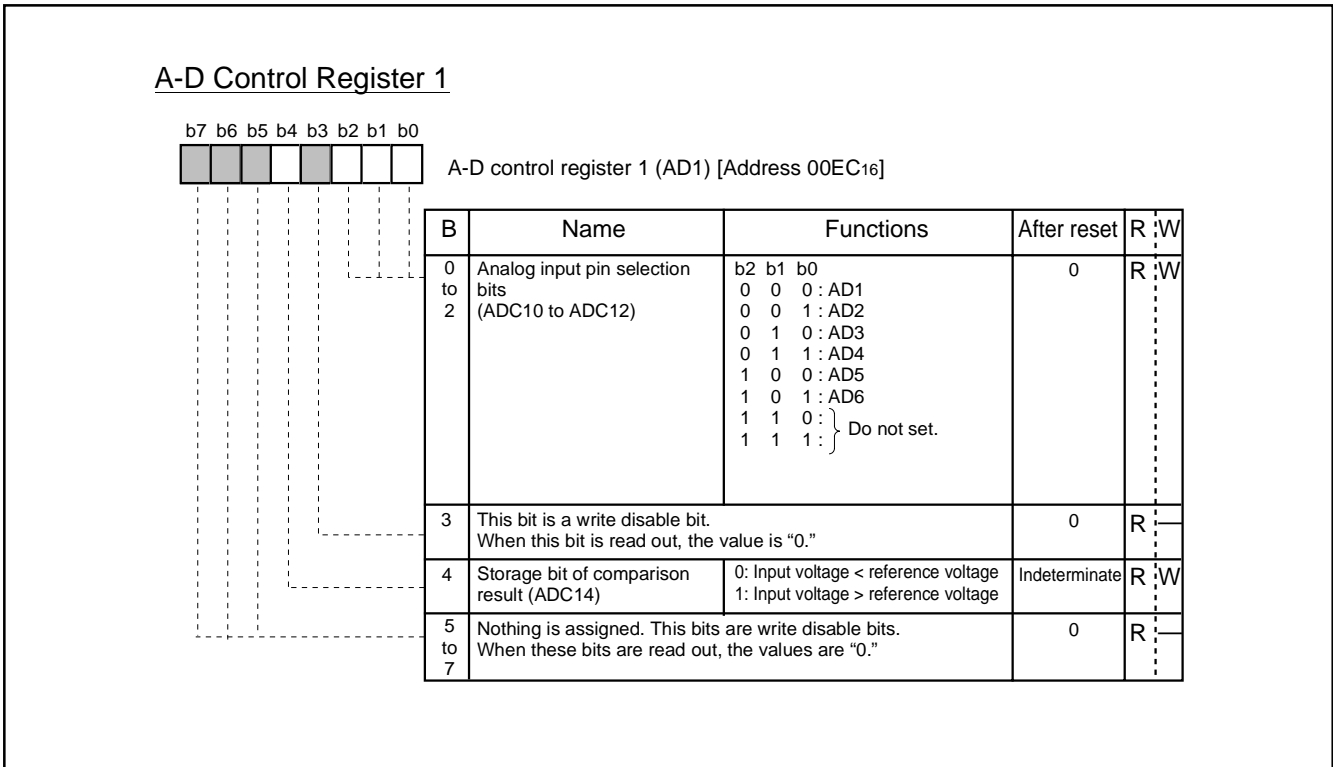 A-D Control Register 1
b7 b6 b5 b4 b3 b2 b1 b0
A-D control register 1 (AD1) [Address 00EC16]
B Name Functions After reset R W
0 to 2 Analog input pin selection bits (ADC10 to ADC12) 0 R W
b2 b1 b0
0 0 0 : AD1
0 0 1 : AD2
0 1 0 : AD3
0 1 1 : AD4
1 0 0 : AD5
1 0 1 : AD6
1 1 0 :
1 1 1 :
Do not set.
3 This bit is a write disable bit. 0 R —
When this bit is read out, the value is “0.”
4 Storage bit of comparison result (ADC14) 0: Input voltage < reference voltage Indeterminate R W
1: Input voltage > reference voltage
5 to 7 Nothing is assigned. This bits are write disable bits. 0 R —
When these bits are read out, the values are “0.”